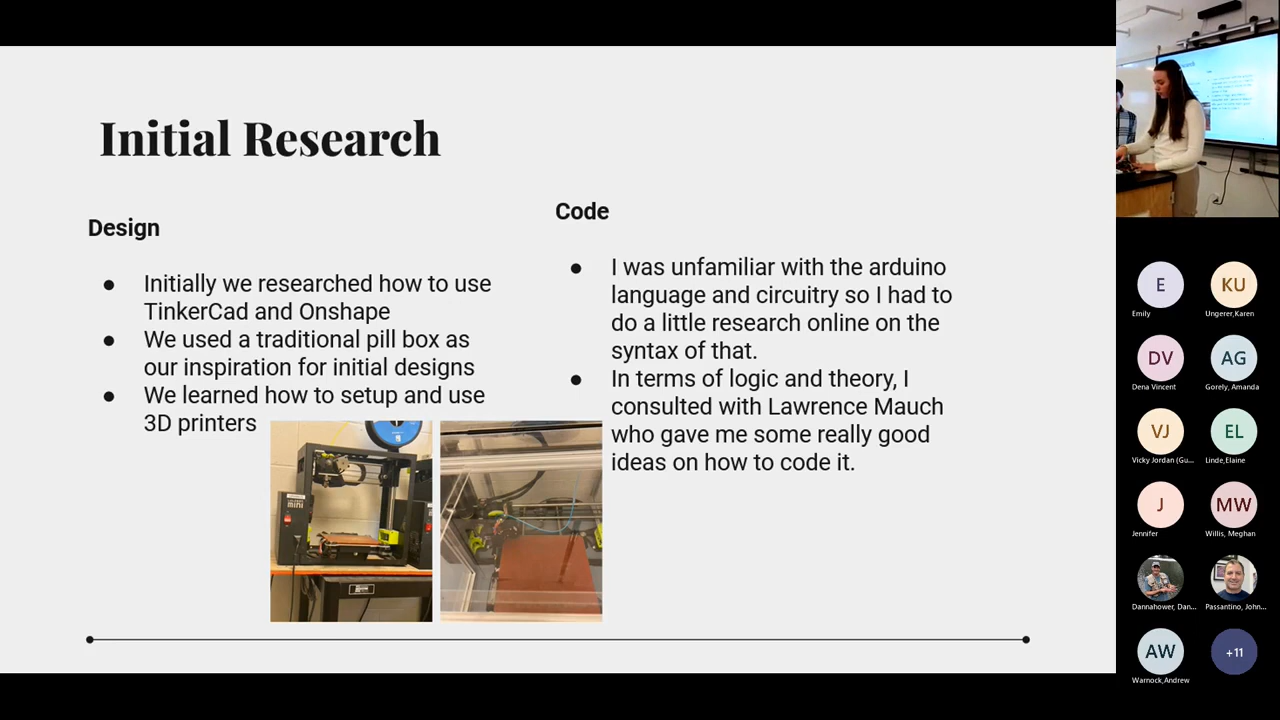 Initial Research
Design
● Initially we researched how to use
TinkerCad and Onshape
● We used a traditional pill box as
our inspiration for initial designs
● We learned how to setup and use
3D printers
Code
● I was unfamiliar with the arduino
language and circuitry so I had to
do a little research online on the
syntax of that.
● In terms of logic and theory, I
consulted with Lawrence Mauch
who gave me some really good
ideas on how to code it.
mini
E
Emily
KU
Ungerer,Karen
DV
Dena Vincent
AG
Gorely, Amanda
VJ
Vicky Jordan (Gu...
EL
Linde,Elaine
J
Jennifer
MW
Willis, Meghan
Dannahower, Dan...
Passantino, John...
AW
Warnock,Andrew
+11